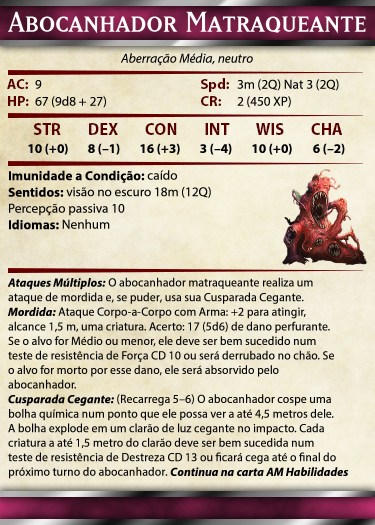 ABOCANHADOR MATRAQUEANTE
Aberração Média, neutro
AC: 9 Spd: 3m (2Q) Nat 3 (2Q)
HP: 67 (9d8 + 27) CR: 2 (450 XP)
STR DEX CON INT WIS CHA
10 (+0) 8 (–1) 16 (+3) 3 (–4) 10 (+0) 6 (–2)
Imunidade a Condição: caído
Sentidos: visão no escuro 18m (12Q)
Percepção passiva 10
Idiomas: Nenhum
Ataques Múltiplos: O abocanhador matraqueante realiza um
ataque de mordida e, se puder, usa sua Cusparada Cegante.
Mordida: Ataque Corpo-a-Corpo com Arma: +2 para atingir,
alcance 1,5 m, uma criatura. Acerto: 17 (5d6) de dano perfurante.
Se o alvo for Médio ou menor, ele deve ser bem sucedido num
teste de resistência de Força CD 10 ou será derrubado no chão. Se
o alvo for morto por esse dano, ele será absorvido pelo
abocanhador.
Cusparada Cegante: (Recarrega 5–6) O abocanhador cospe uma
bolha química num ponto que ele possa ver a até 4,5 metros dele.
A bolha explode em um clarão de luz cegante no impacto. Cada
criatura a até 1,5 metro do clarão deve ser bem sucedida num
teste de resistência de Destreza CD 13 ou ficará cega até o final do
próximo turno do abocanhador. Continua na carta AM Habilidades